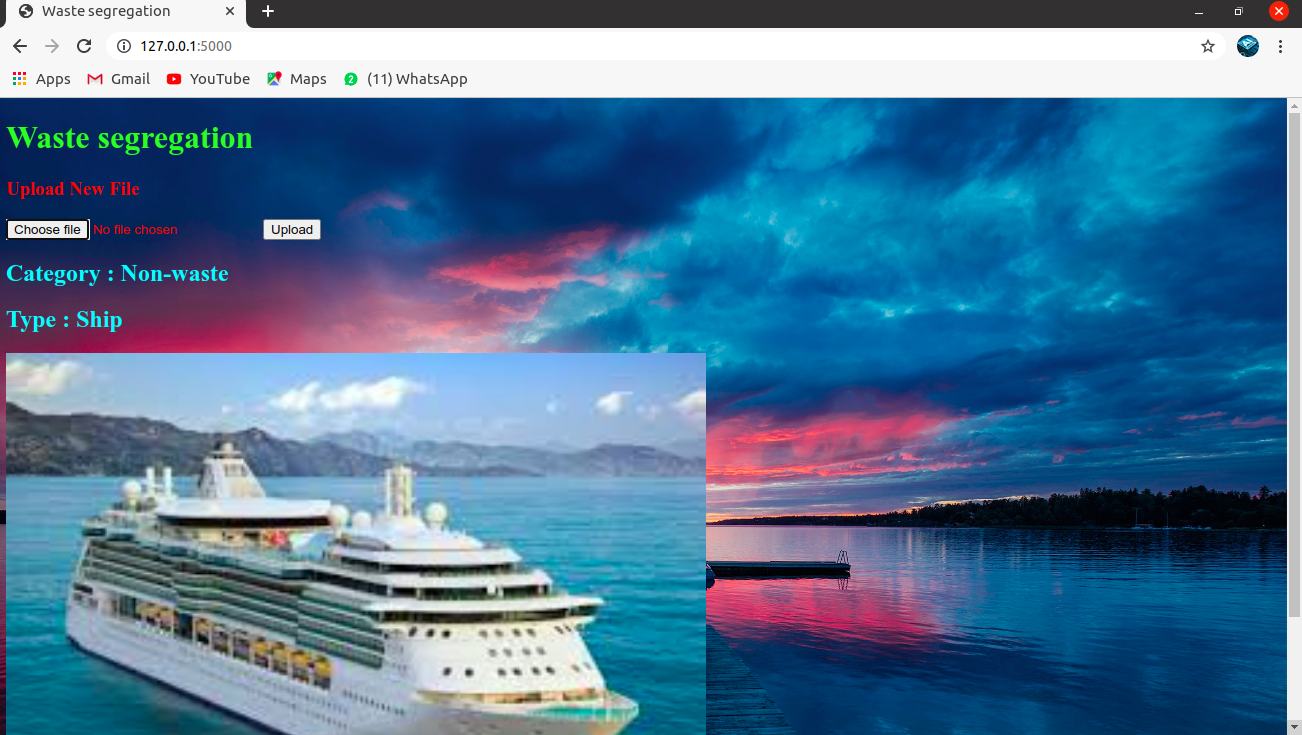 Waste segregation
127.0.0.1:5000
Apps Gmail YouTube Maps 2 (11) WhatsApp
Waste segregation
Upload New File
Choose file No file chosen Upload
Category : Non-waste
Type : Ship